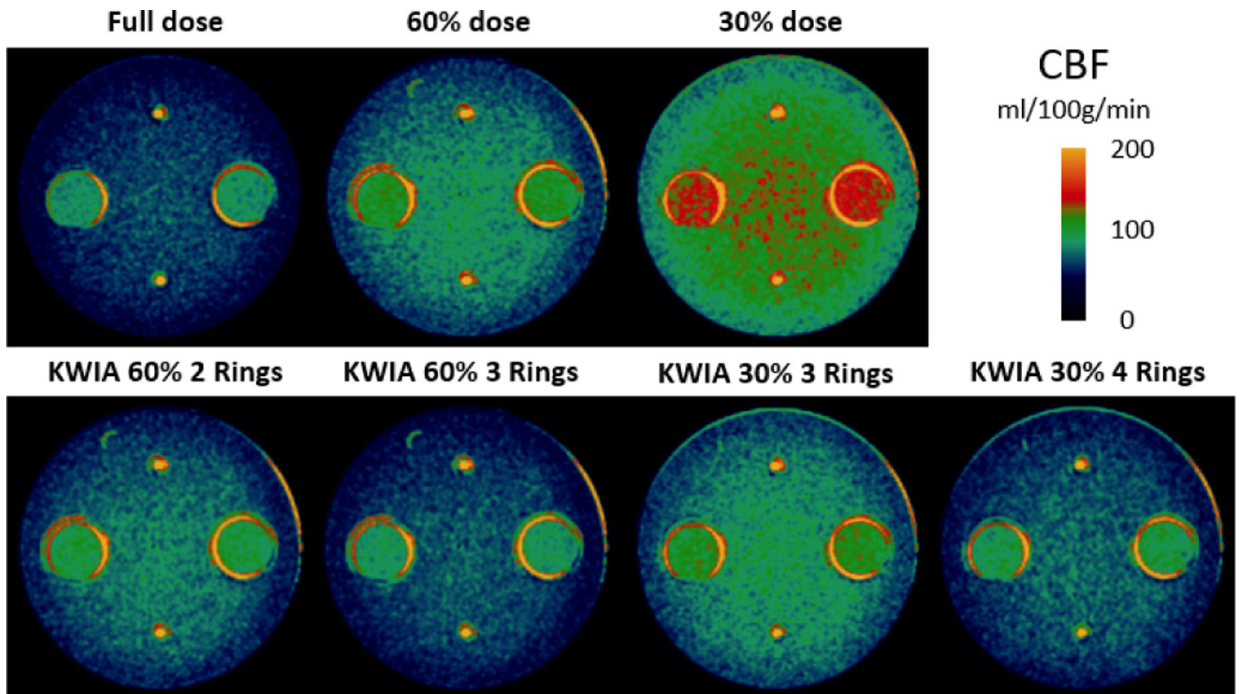 Full dose
60% dose
30% dose
CBF
ml/100g/min
200
100
0
KWIA 60% 2 Rings
KWIA 60% 3 Rings
KWIA 30% 3 Rings
KWIA 30% 4 Rings